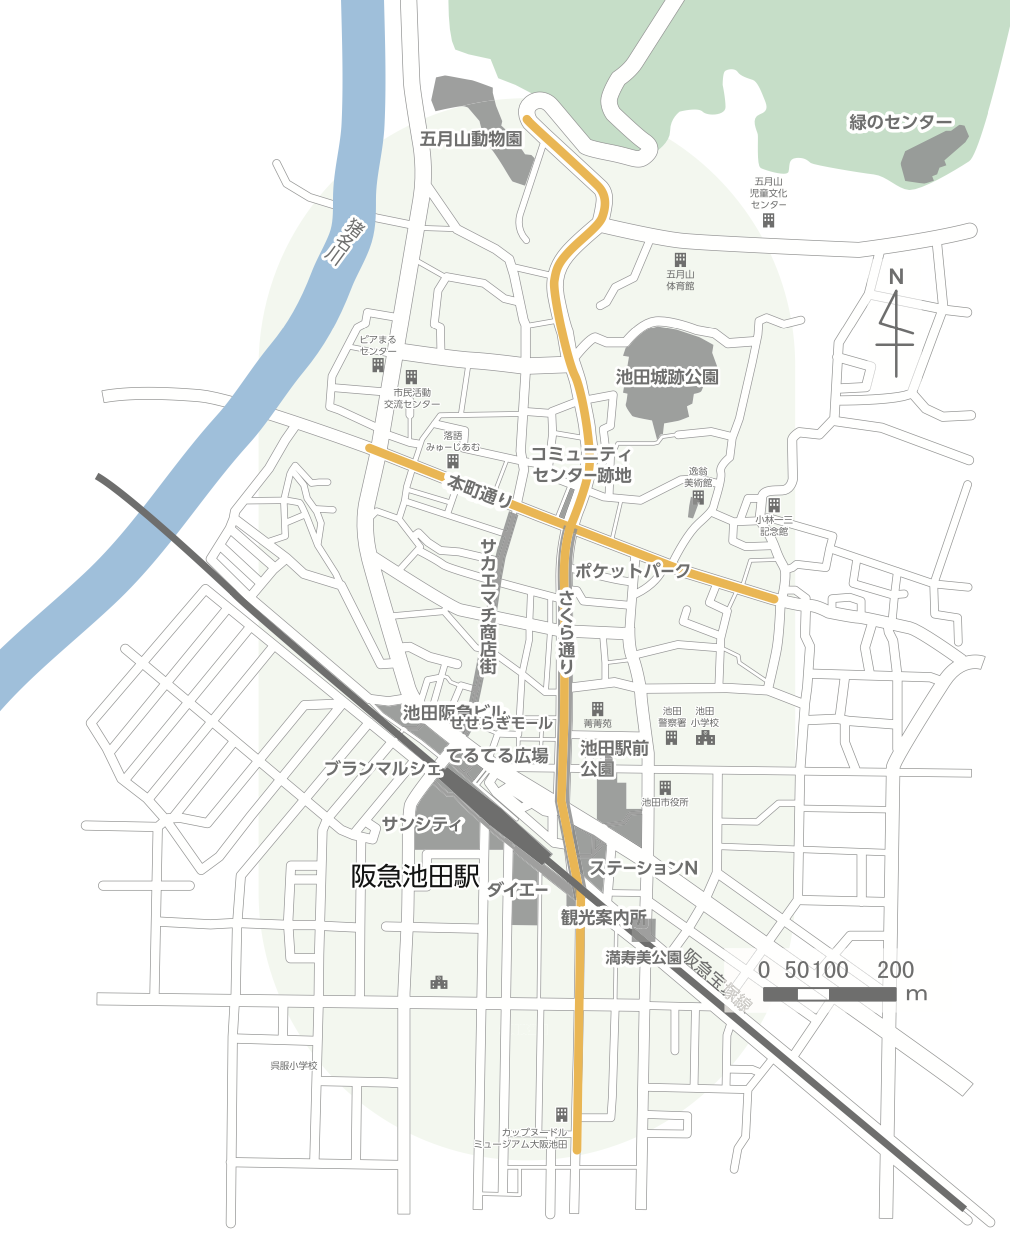 緑のセンター
五月山動物園
五月山
児童文化
センター
猪名川
五月山
体育館
N
ピアまる
センター
池田城跡公園
市民活動
交流センター
落語
みゅーじあむ
コミュニティ
センター跡地
逸翁
美術館
本町通り
小林一三
記念館
サカエマチ商店街
ポケットパーク
さくら通り
池田阪急ビル
せせらぎモール
菁菁苑
池田
警察署
池田
小学校
てるてる広場
池田駅前
公園
ブランマルシェ
池田市役所
サンシティ
阪急池田駅
ダイエー
ステーションN
観光案内所
満寿美公園
阪急宝塚線
0 50 100 200
m
呉服小学校
カップヌードル
ミュージアム大阪池田